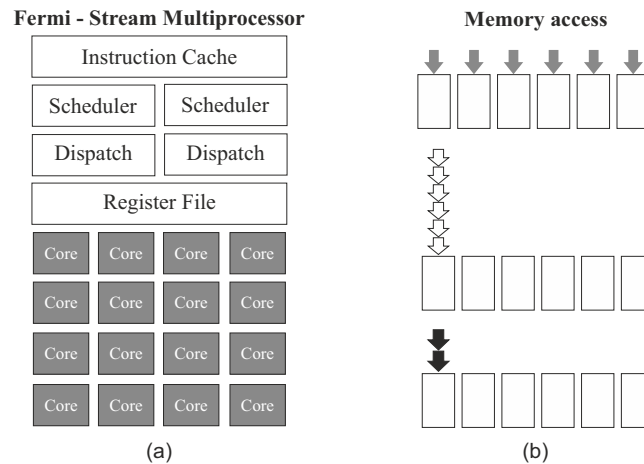 Fermi - Stream Multiprocessor
Instruction Cache
Scheduler Scheduler
Dispatch Dispatch
Register File
Core Core Core Core
Core Core Core Core
Core Core Core Core
Core Core Core Core
(a)
Memory access
(b)